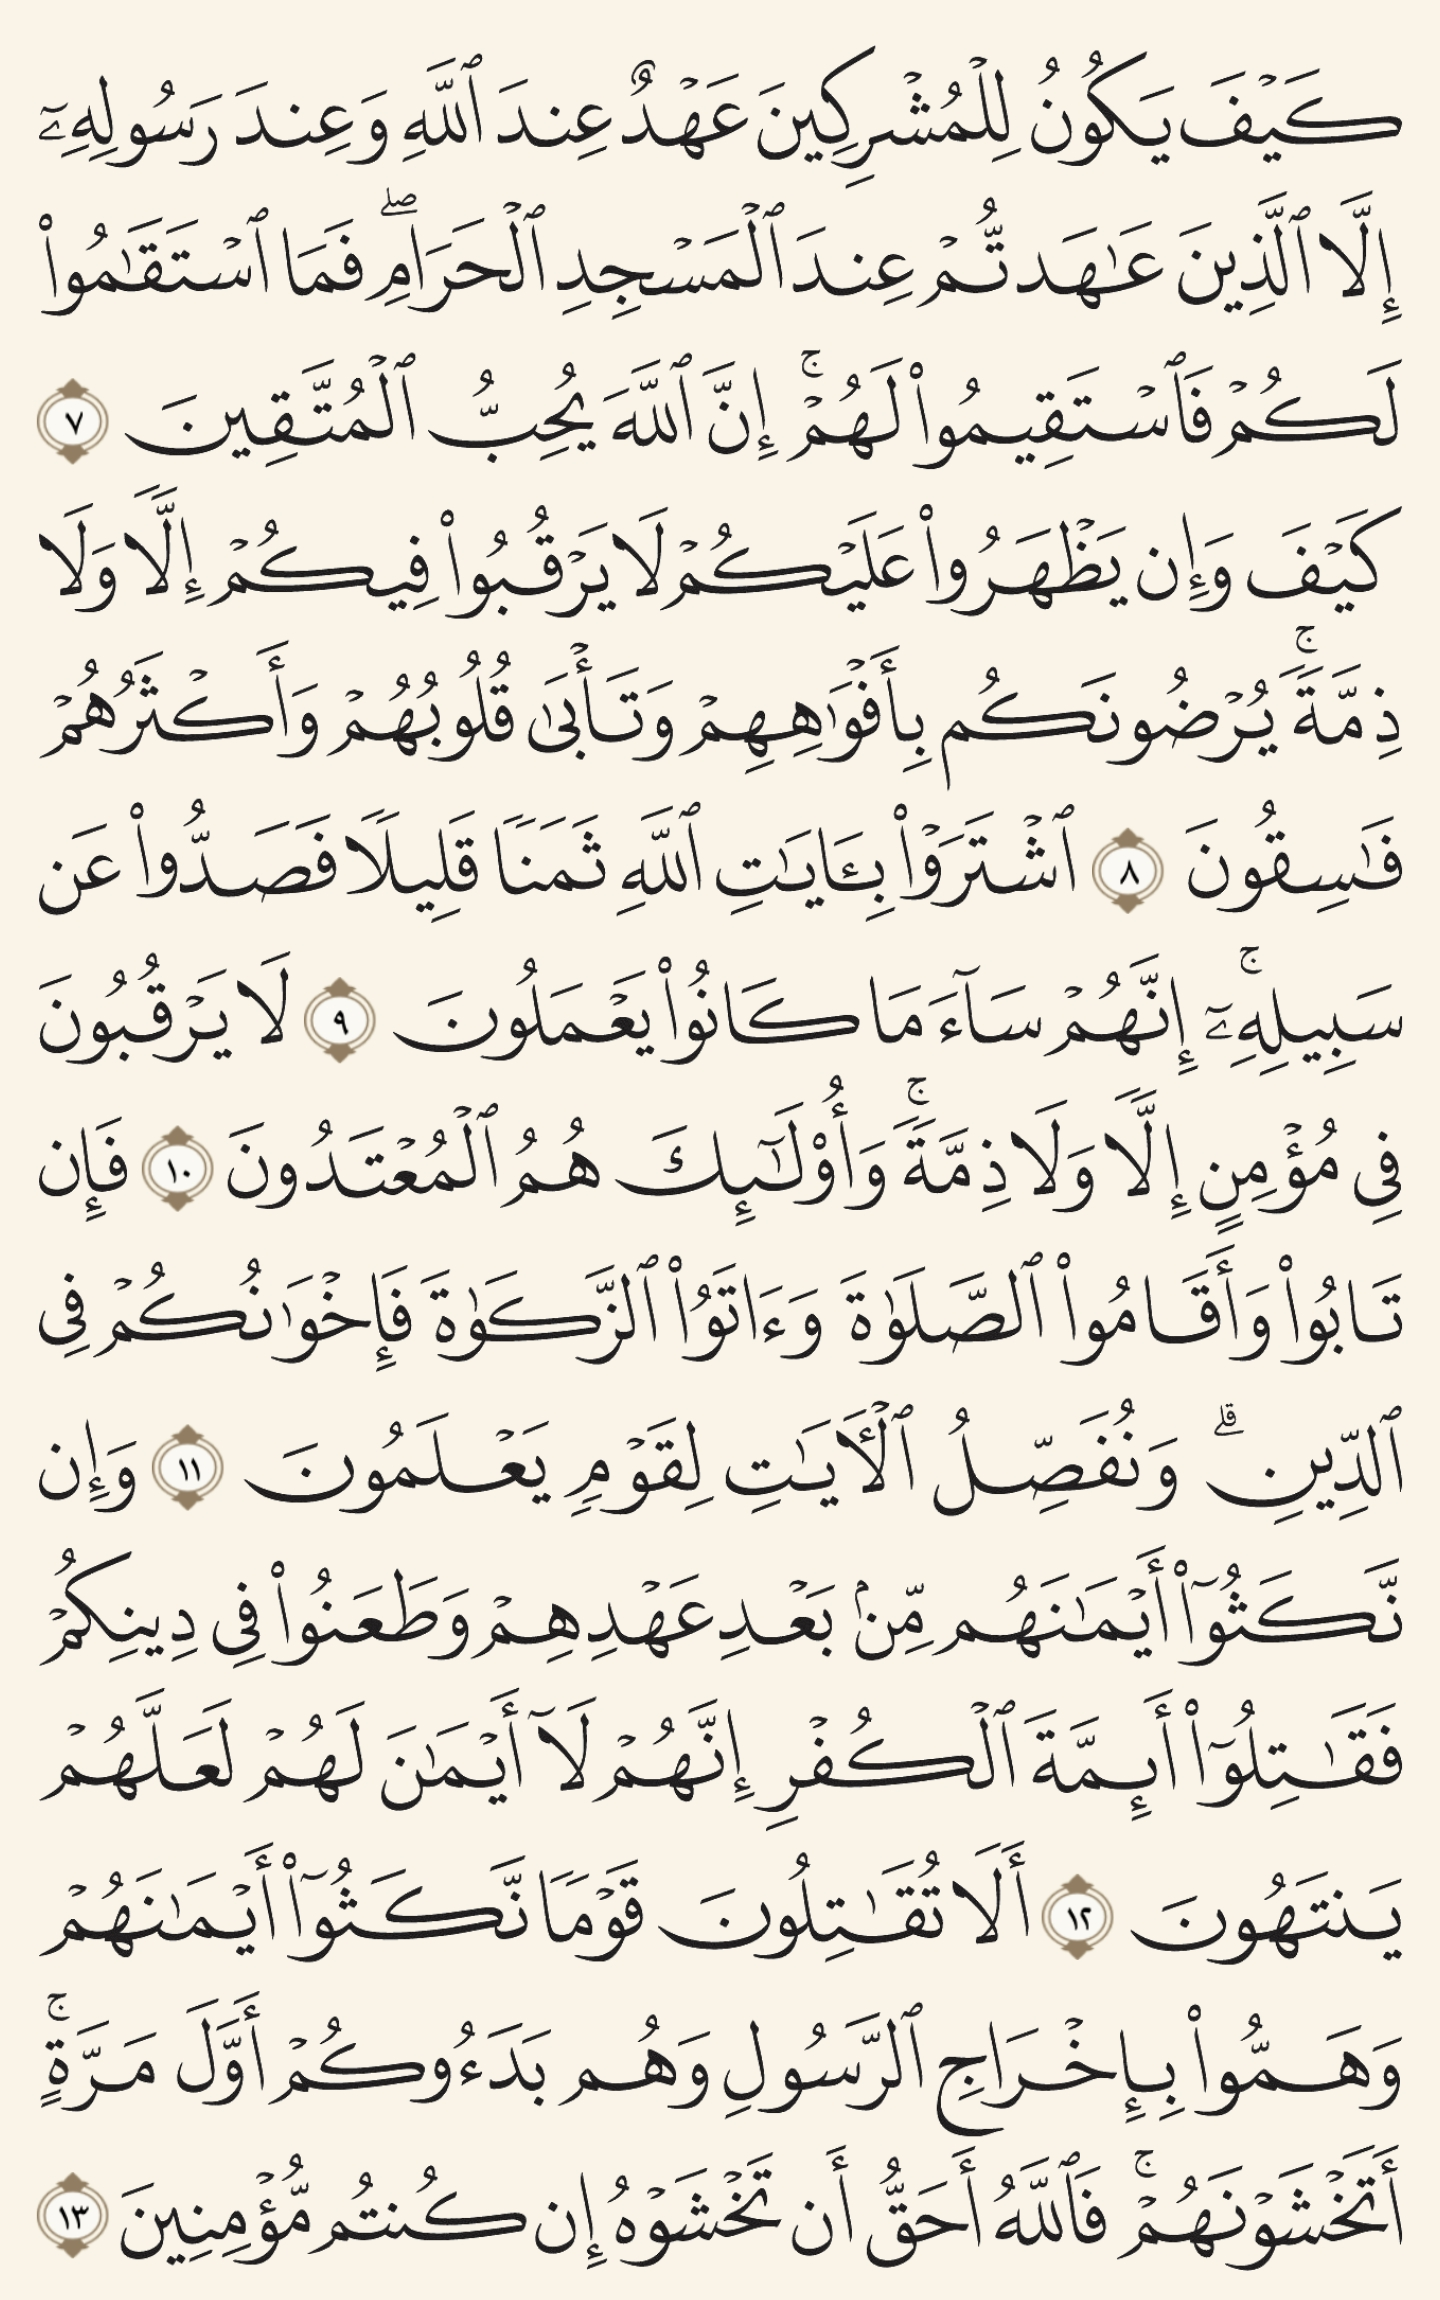 كَيْفَ يَكُونُ لِلْمُشْرِكِينَ عَهْدٌ عِندَ ٱللَّهِ وَعِندَ رَسُولِهِۦٓ
إِلَّا ٱلَّذِينَ عَٰهَدتُّمْ عِندَ ٱلْمَسْجِدِ ٱلْحَرَامِ ۖ فَمَا ٱسْتَقَٰمُوا۟
لَكُمْ فَٱسْتَقِيمُوا۟ لَهُمْ ۚ إِنَّ ٱللَّهَ يُحِبُّ ٱلْمُتَّقِينَ ٧
كَيْفَ وَإِن يَظْهَرُوا۟ عَلَيْكُمْ لَا يَرْقُبُوا۟ فِيكُمْ إِلًّا وَلَا
ذِمَّةً ۚ يُرْضُونَكُم بِأَفْوَٰهِهِمْ وَتَأْبَىٰ قُلُوبُهُمْ وَأَكْثَرُهُمْ
فَٰسِقُونَ ٨ ٱشْتَرَوْا۟ بِـَٔايَٰتِ ٱللَّهِ ثَمَنًا قَلِيلًا فَصَدُّوا۟ عَن
سَبِيلِهِۦٓ ۚ إِنَّهُمْ سَآءَ مَا كَانُوا۟ يَعْمَلُونَ ٩ لَا يَرْقُبُونَ
فِى مُؤْمِنٍ إِلًّا وَلَا ذِمَّةً ۚ وَأُو۟لَٰٓئِكَ هُمُ ٱلْمُعْتَدُونَ ١٠ فَإِن
تَابُوا۟ وَأَقَامُوا۟ ٱلصَّلَوٰةَ وَءَاتَوُا۟ ٱلزَّكَوٰةَ فَإِخْوَٰنُكُمْ فِى
ٱلدِّينِ ۗ وَنُفَصِّلُ ٱلْـَٔايَٰتِ لِقَوْمٍ يَعْلَمُونَ ١١ وَإِن
نَّكَثُوٓا۟ أَيْمَٰنَهُم مِّنۢ بَعْدِ عَهْدِهِمْ وَطَعَنُوا۟ فِى دِينِكُمْ
فَقَٰتِلُوٓا۟ أَئِمَّةَ ٱلْكُفْرِ إِنَّهُمْ لَآ أَيْمَٰنَ لَهُمْ لَعَلَّهُمْ
يَنتَهُونَ ١٢ أَلَا تُقَٰتِلُونَ قَوْمًا نَّكَثُوٓا۟ أَيْمَٰنَهُمْ
وَهَمُّوا۟ بِإِخْرَاجِ ٱلرَّسُولِ وَهُم بَدَءُوكُمْ أَوَّلَ مَرَّةٍ ۚ
أَتَخْشَوْنَهُمْ ۚ فَٱللَّهُ أَحَقُّ أَن تَخْشَوْهُ إِن كُنتُم مُّؤْمِنِينَ ١٣